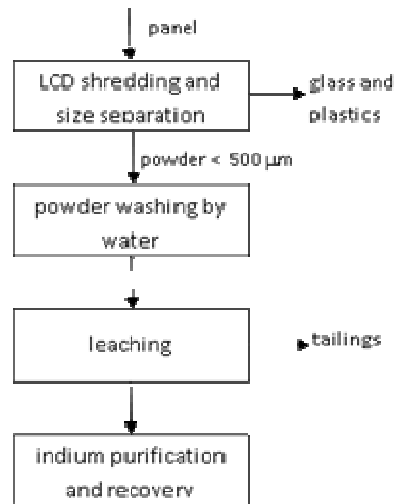 panel
LCD shredding and
size separation
glass and
plastics
powder < 500 μm
powder washing by
water
leaching
tailings
indium purification
and recovery